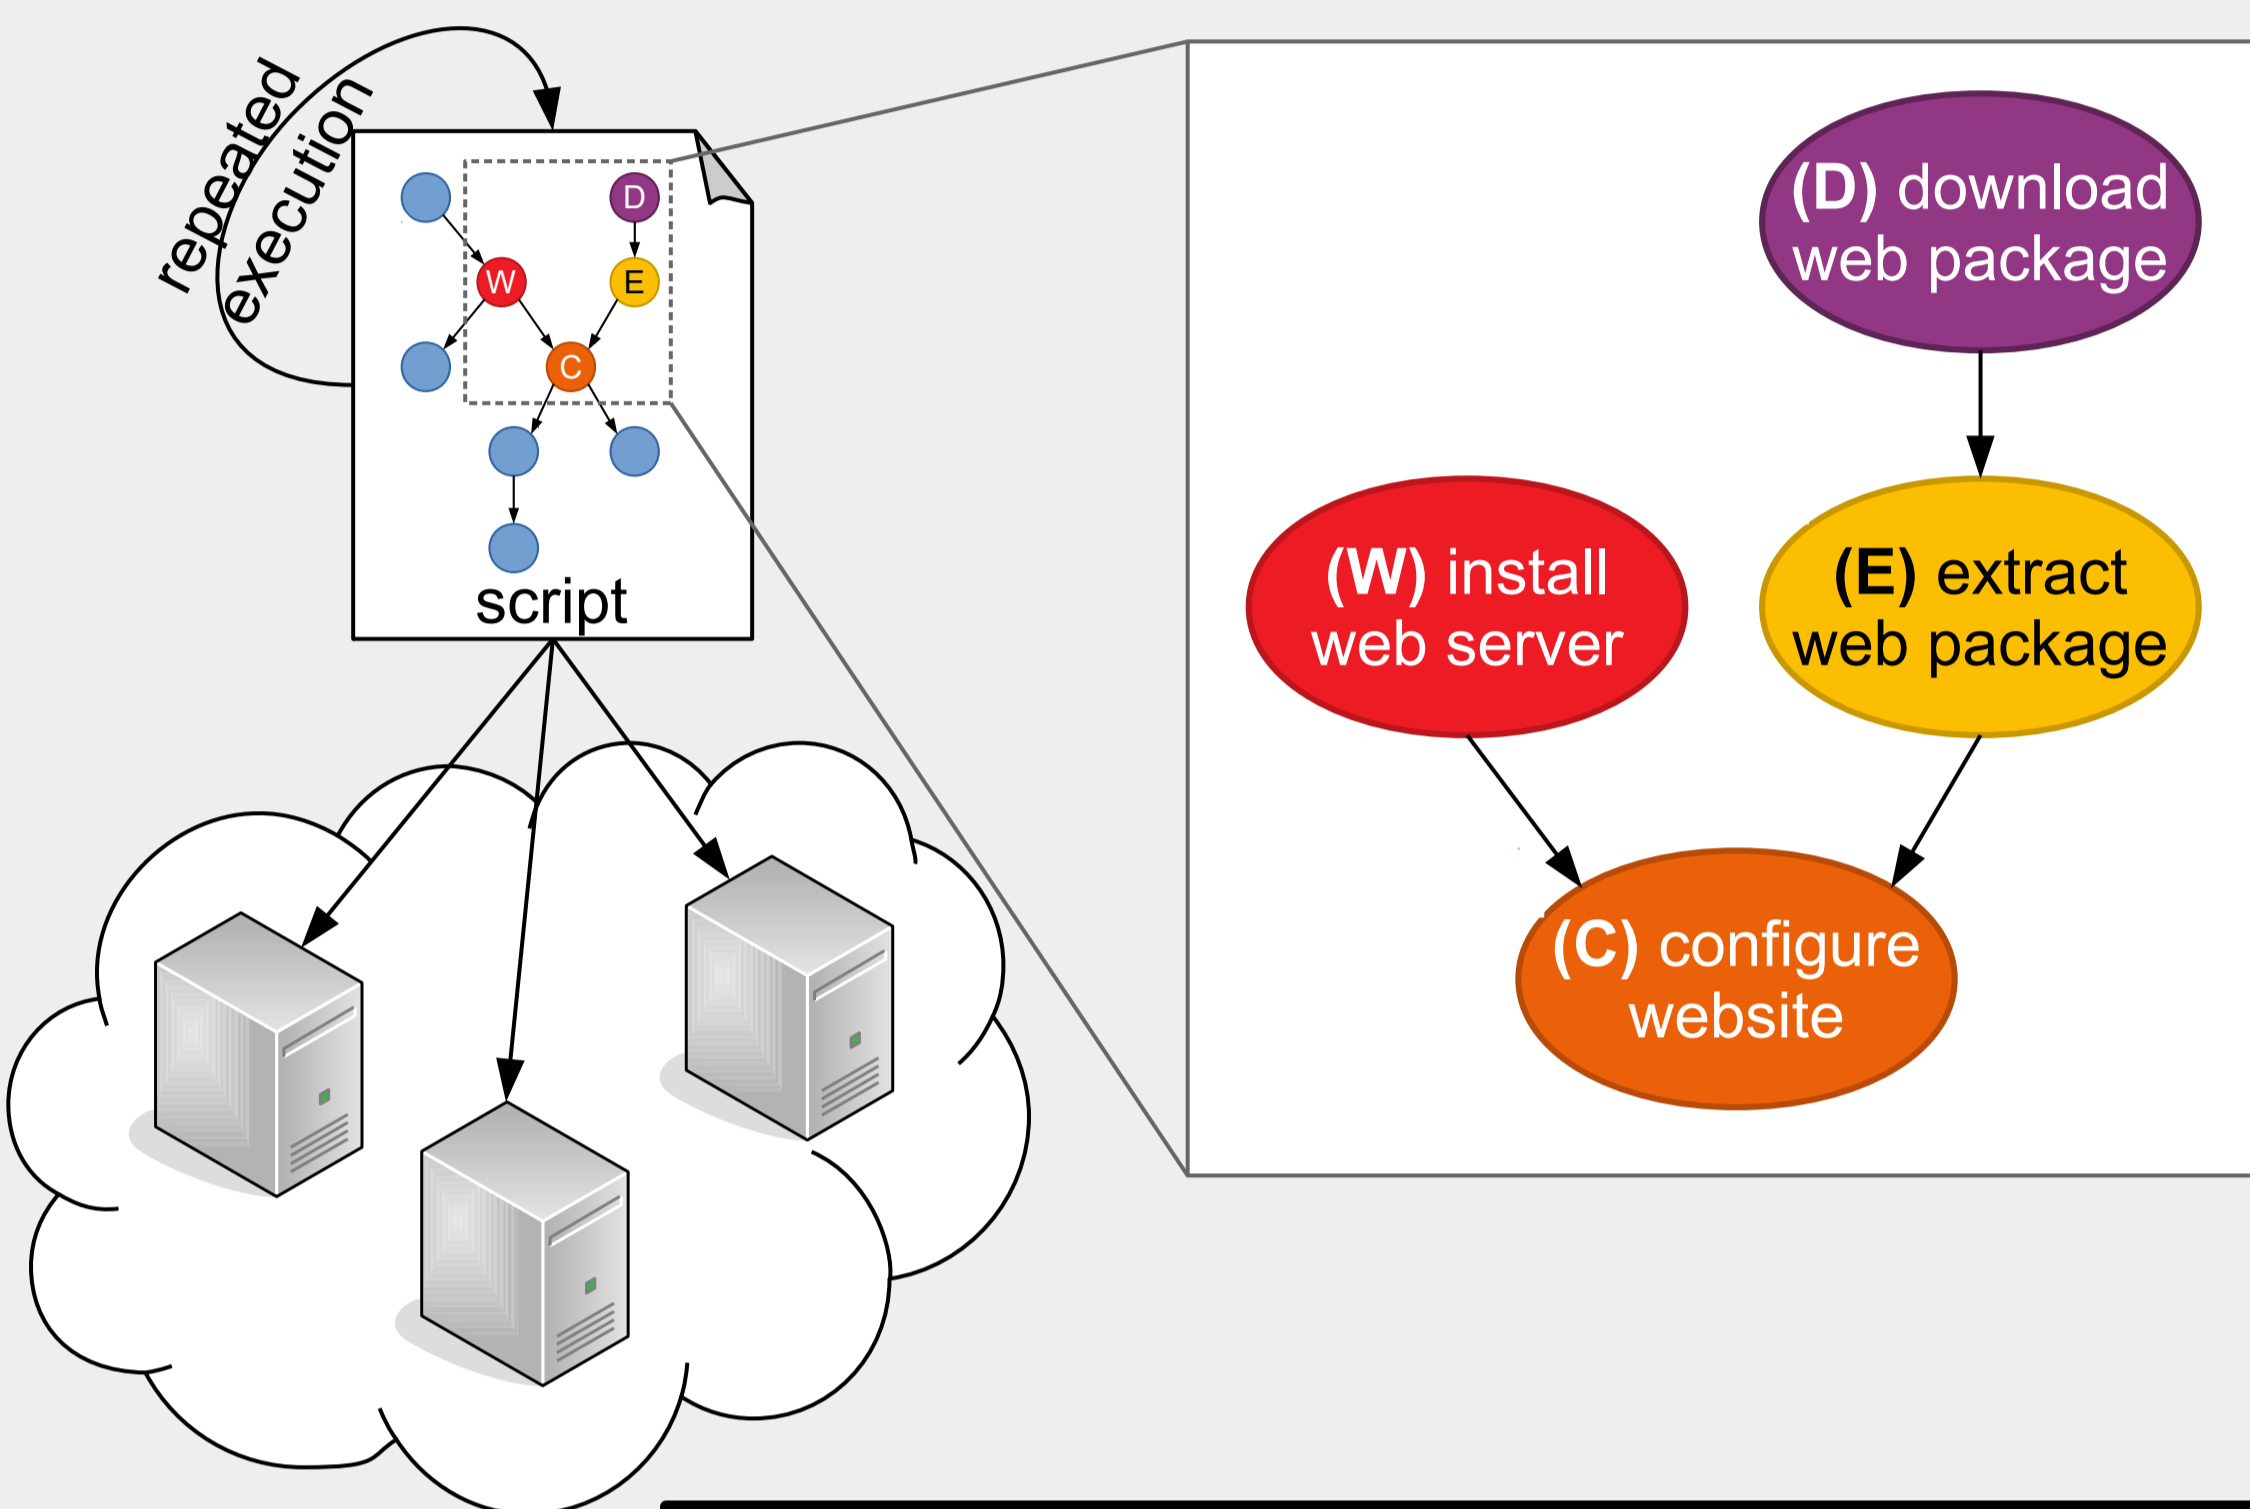 repeated
execution
D
W
E
C
script
(D) download
web package
(W) install
web server
(E) extract
web package
(C) configure
website